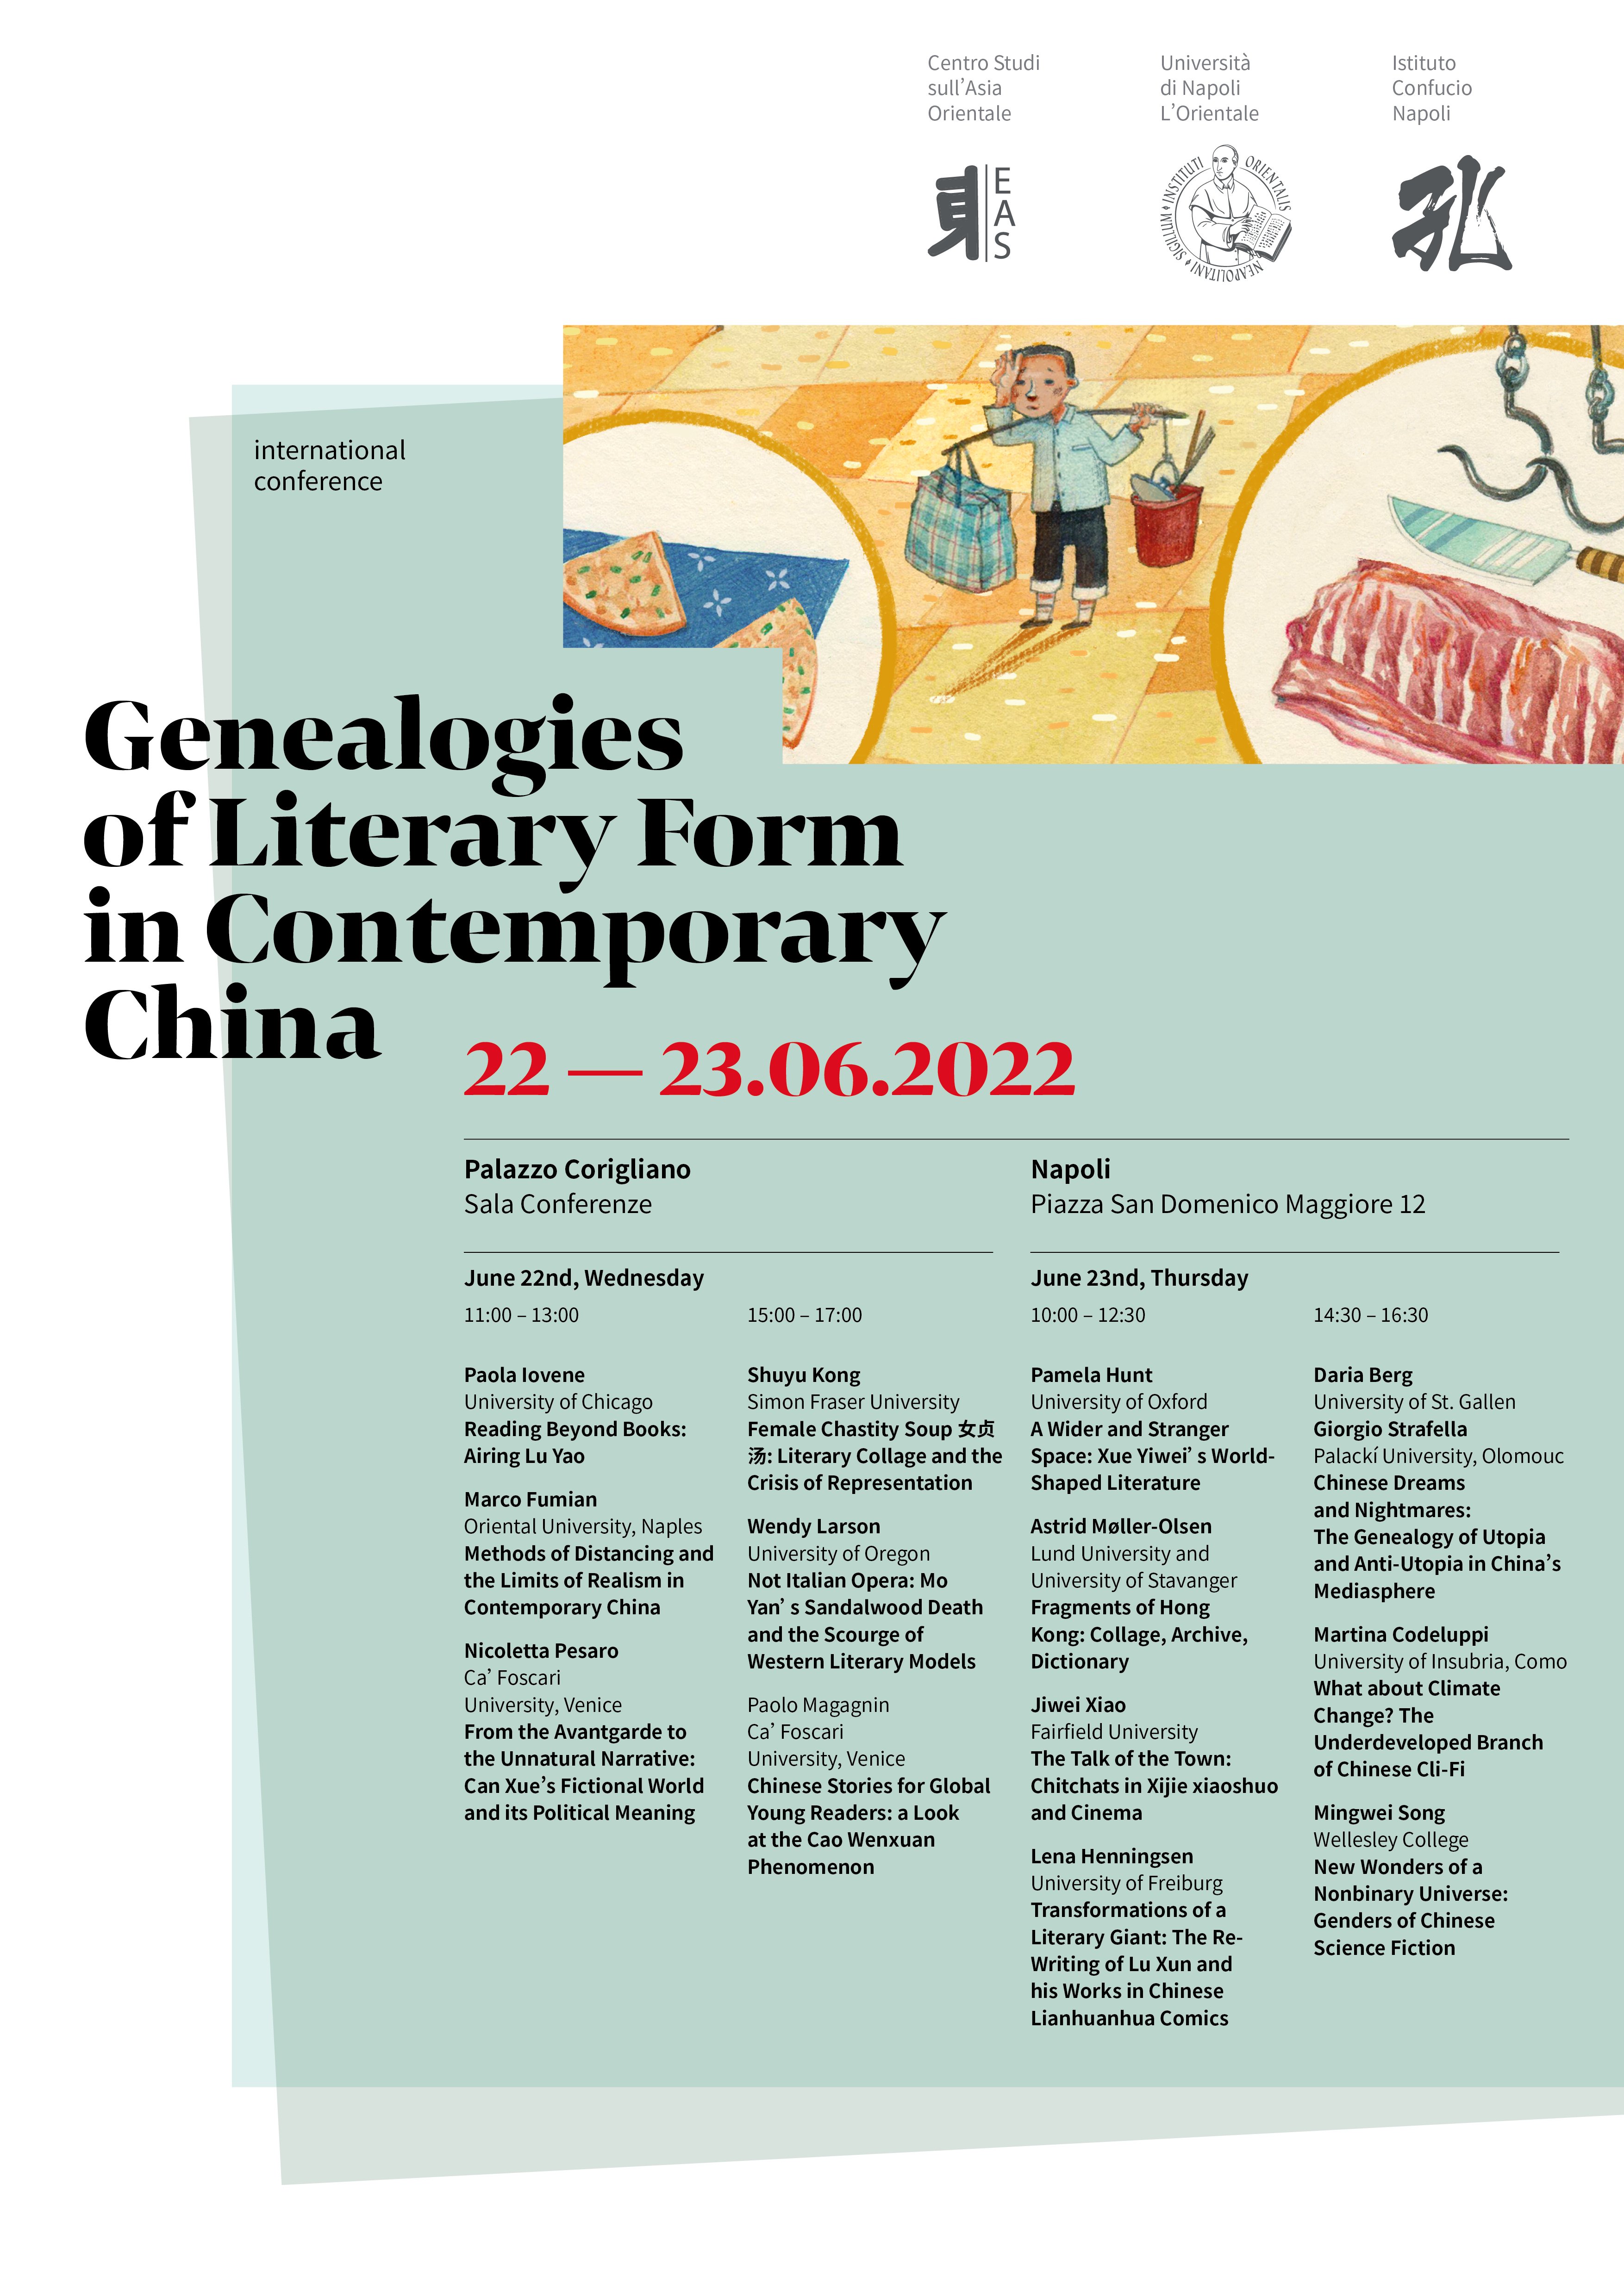 Centro Studi
sull’Asia
Orientale
Università
di Napoli
L’Orientale
Istituto
Confucio
Napoli
E
A
S
SIGILLUM • INSTITUTI ORIENTALIS NEAPOLITANI •
孔
international
conference
Genealogies
of Literary Form
in Contemporary
China
22 — 23.06.2022
Palazzo Corigliano
Sala Conferenze
Napoli
Piazza San Domenico Maggiore 12
June 22nd, Wednesday
11:00 – 13:00
Paola Iovene
University of Chicago
Reading Beyond Books:
Airing Lu Yao
Marco Fumian
Oriental University, Naples
Methods of Distancing and
the Limits of Realism in
Contemporary China
Nicoletta Pesaro
Ca’ Foscari
University, Venice
From the Avantgarde to
the Unnatural Narrative:
Can Xue’s Fictional World
and its Political Meaning
15:00 – 17:00
Shuyu Kong
Simon Fraser University
Female Chastity Soup 女贞
汤: Literary Collage and the
Crisis of Representation
Wendy Larson
University of Oregon
Not Italian Opera: Mo
Yan’ s Sandalwood Death
and the Scourge of
Western Literary Models
Paolo Magagnin
Ca’ Foscari
University, Venice
Chinese Stories for Global
Young Readers: a Look
at the Cao Wenxuan
Phenomenon
June 23nd, Thursday
10:00 – 12:30
Pamela Hunt
University of Oxford
A Wider and Stranger
Space: Xue Yiwei’ s World-
Shaped Literature
Astrid Møller-Olsen
Lund University and
University of Stavanger
Fragments of Hong
Kong: Collage, Archive,
Dictionary
Jiwei Xiao
Fairfield University
The Talk of the Town:
Chitchats in Xijie xiaoshuo
and Cinema
Lena Henningsen
University of Freiburg
Transformations of a
Literary Giant: The Re-
Writing of Lu Xun and
his Works in Chinese
Lianhuanhua Comics
14:30 – 16:30
Daria Berg
University of St. Gallen
Giorgio Strafella
Palackí University, Olomouc
Chinese Dreams
and Nightmares:
The Genealogy of Utopia
and Anti-Utopia in China’s
Mediasphere
Martina Codeluppi
University of Insubria, Como
What about Climate
Change? The
Underdeveloped Branch
of Chinese Cli-Fi
Mingwei Song
Wellesley College
New Wonders of a
Nonbinary Universe:
Genders of Chinese
Science Fiction